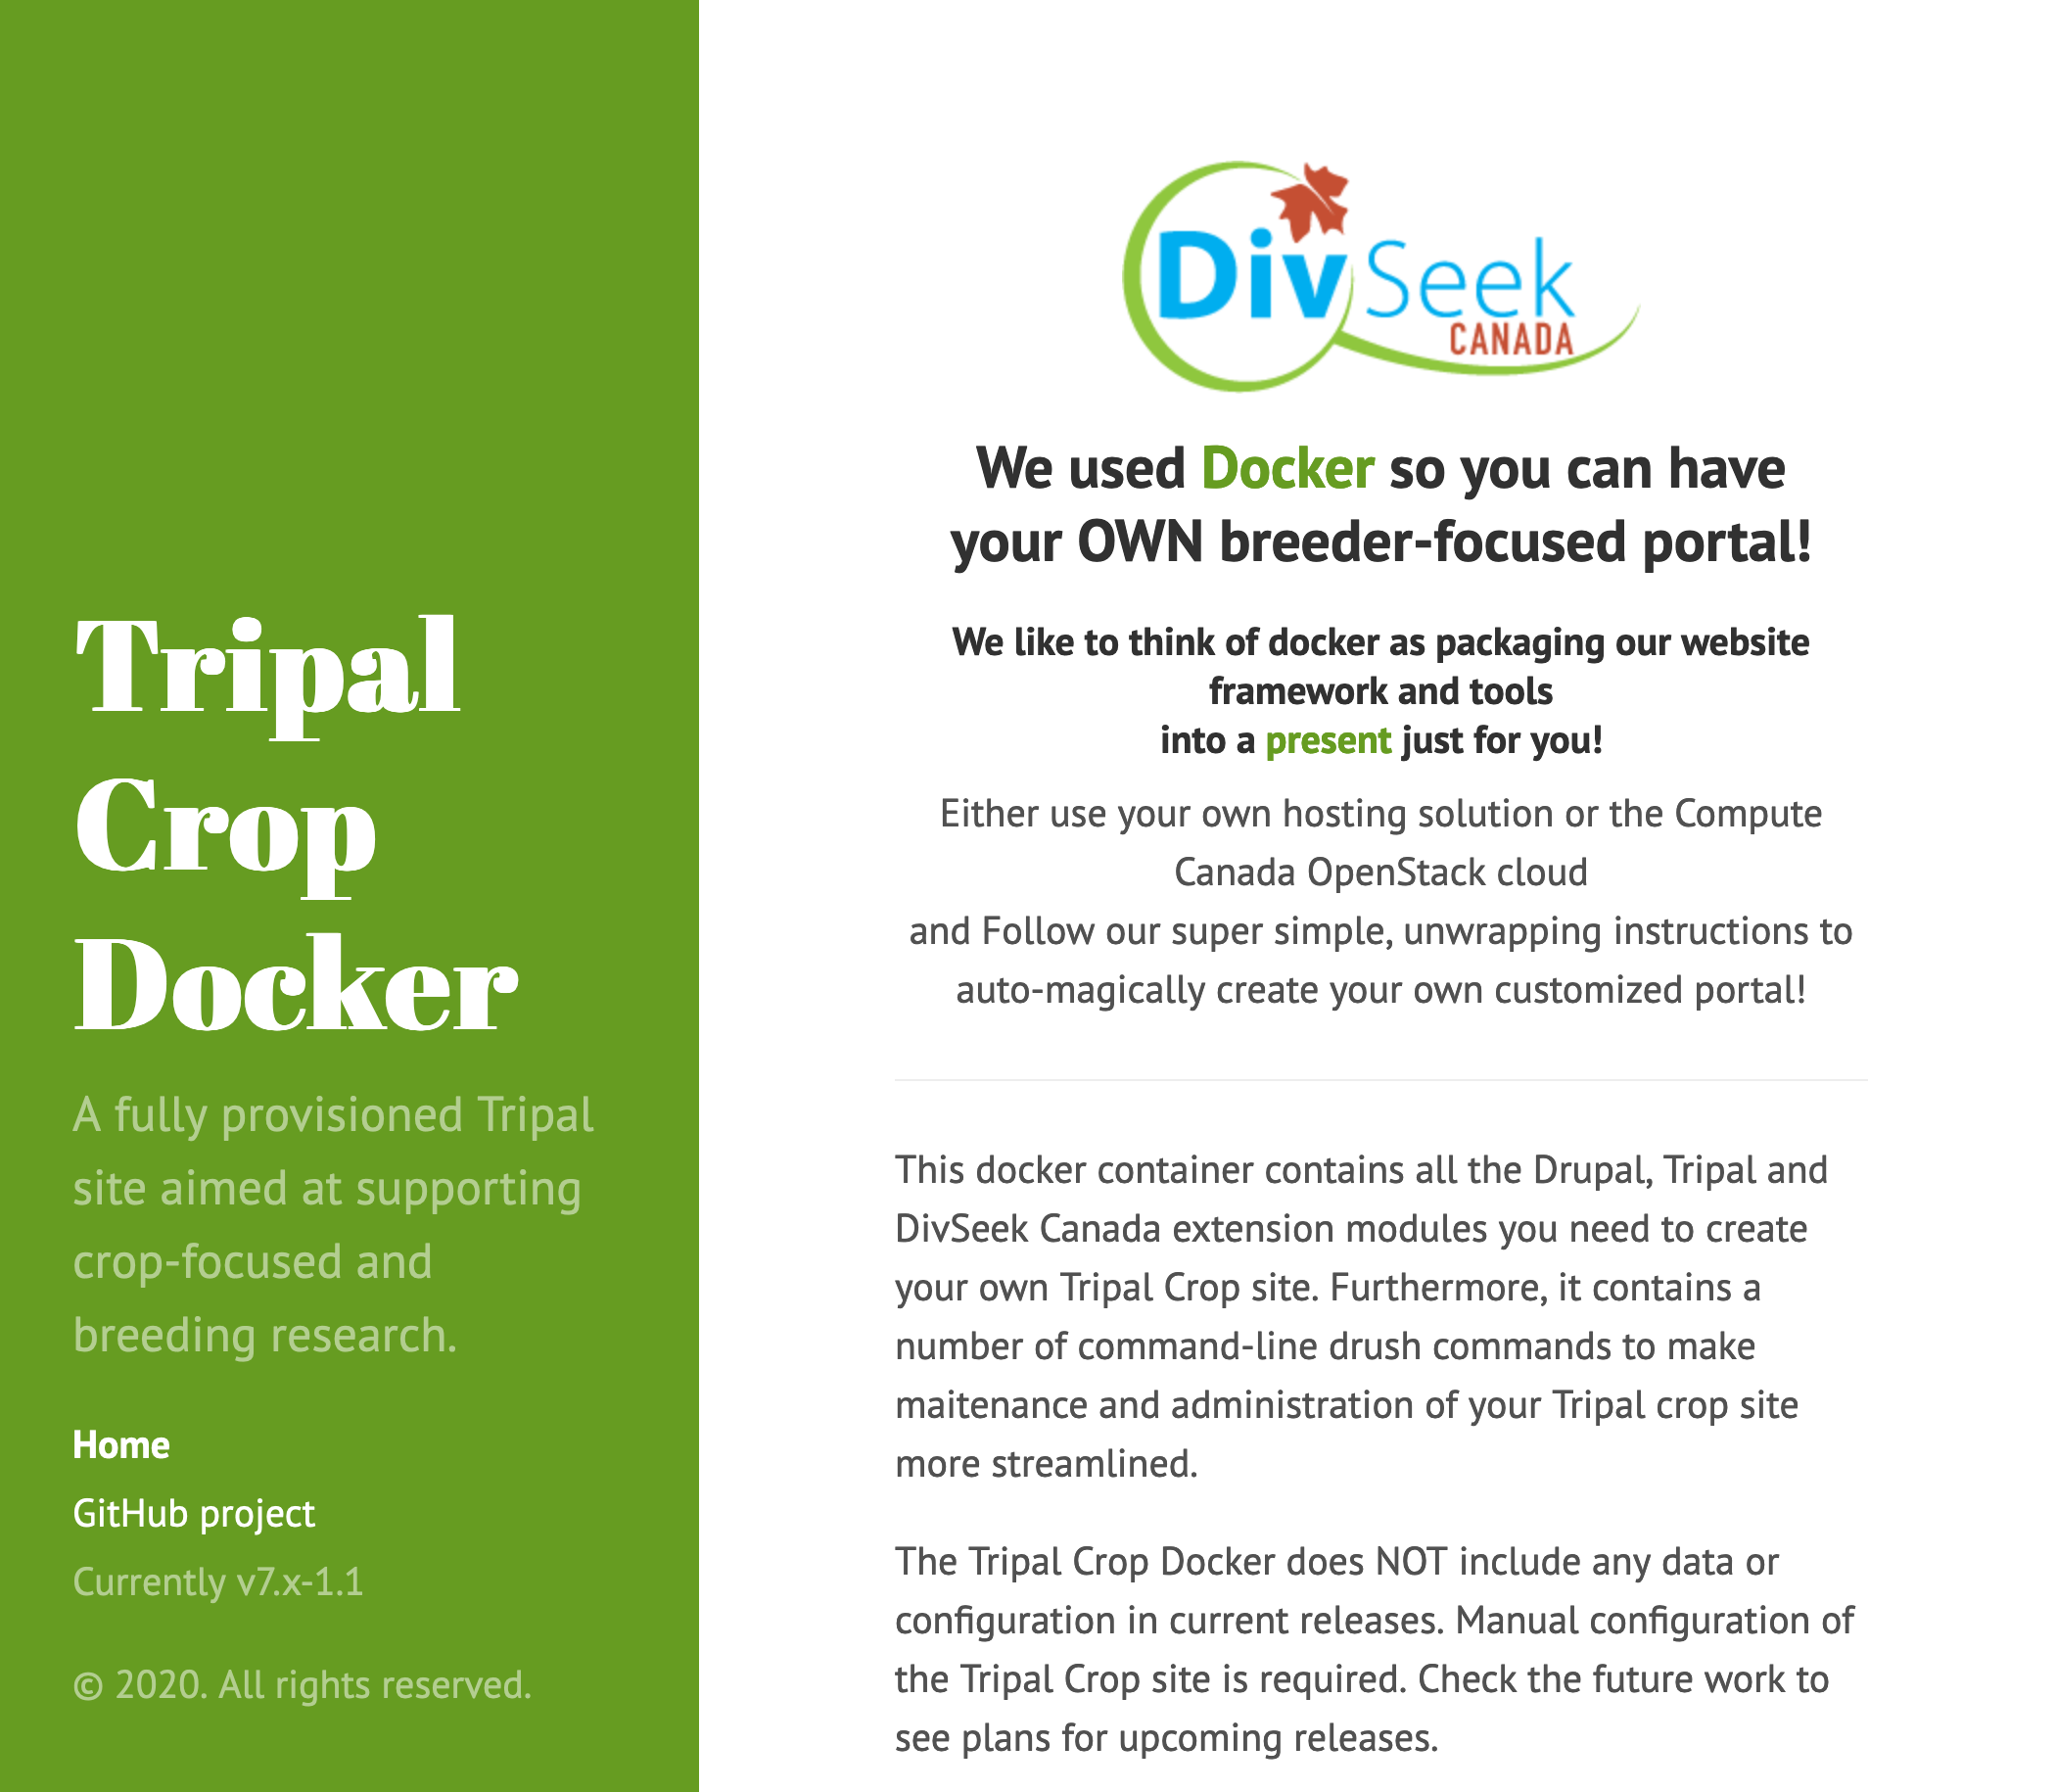 Tripal
Crop
Docker
A fully provisioned Tripal
site aimed at supporting
crop-focused and
breeding research.
Home
GitHub project
Currently v7.x-1.1
© 2020. All rights reserved.
DivSeek
CANADA
We used Docker so you can have
your OWN breeder-focused portal!
We like to think of docker as packaging our website
framework and tools
into a present just for you!
Either use your own hosting solution or the Compute
Canada OpenStack cloud
and Follow our super simple, unwrapping instructions to
auto-magically create your own customized portal!
This docker container contains all the Drupal, Tripal and
DivSeek Canada extension modules you need to create
your own Tripal Crop site. Furthermore, it contains a
number of command-line drush commands to make
maitenance and administration of your Tripal crop site
more streamlined.
The Tripal Crop Docker does NOT include any data or
configuration in current releases. Manual configuration of
the Tripal Crop site is required. Check the future work to
see plans for upcoming releases.